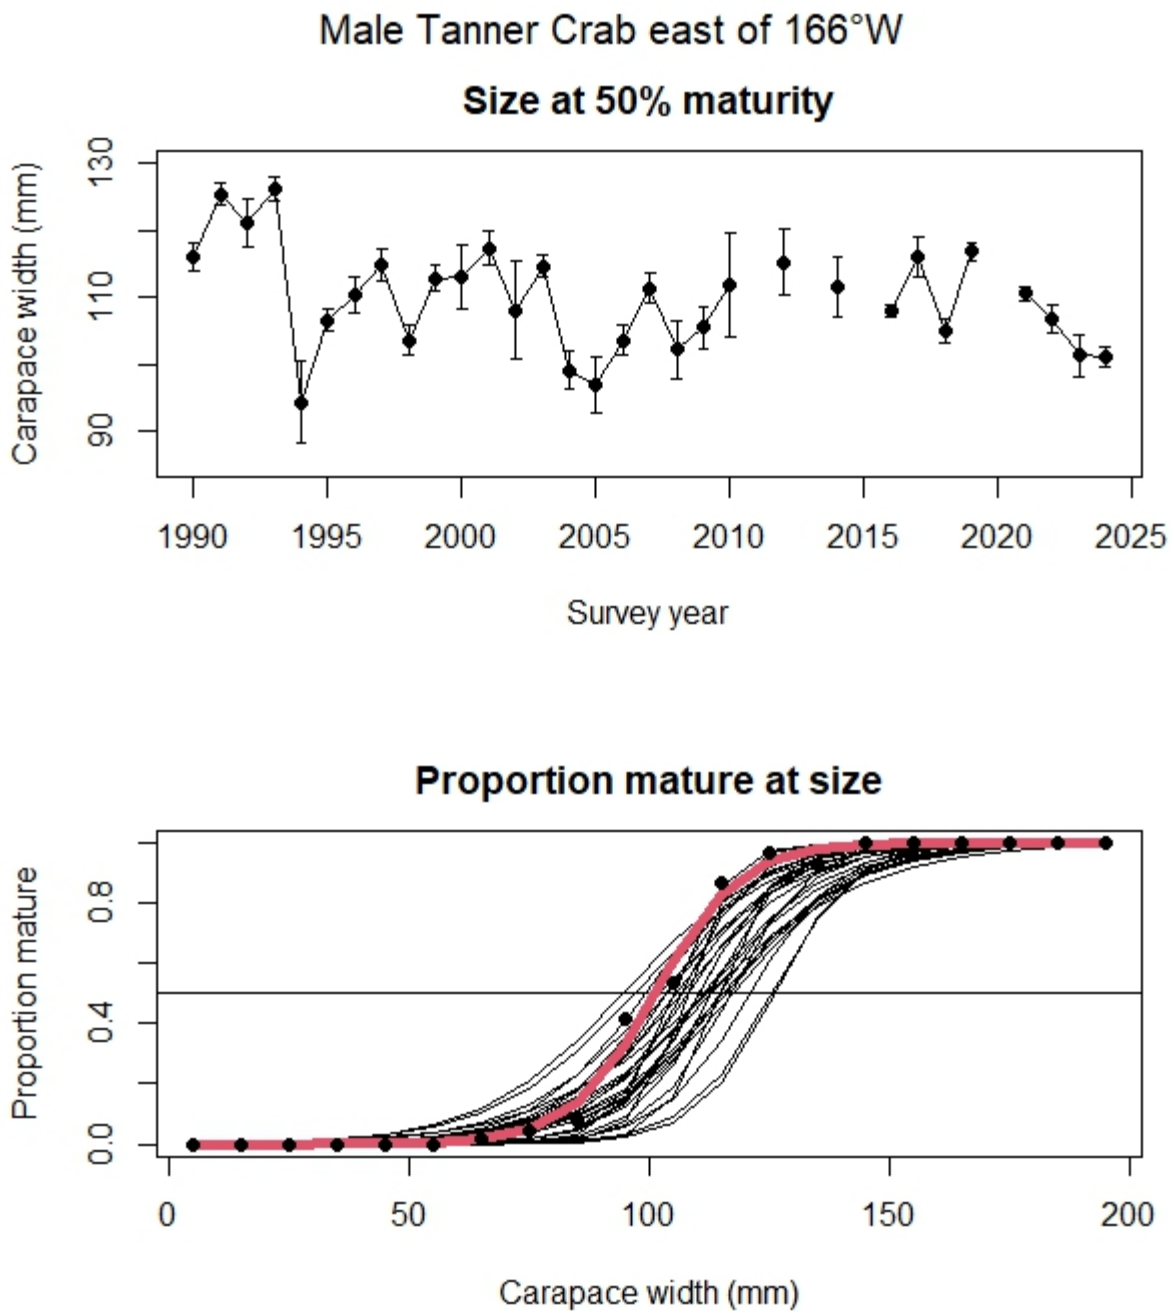 Male Tanner Crab east of 166°W
Size at 50% maturity
Carapace width (mm)
130
110
90
1990 1995 2000 2005 2010 2015 2020 2025
Survey year
Proportion mature at size
Proportion mature
0.8
0.4
0.0
0 50 100 150 200
Carapace width (mm)